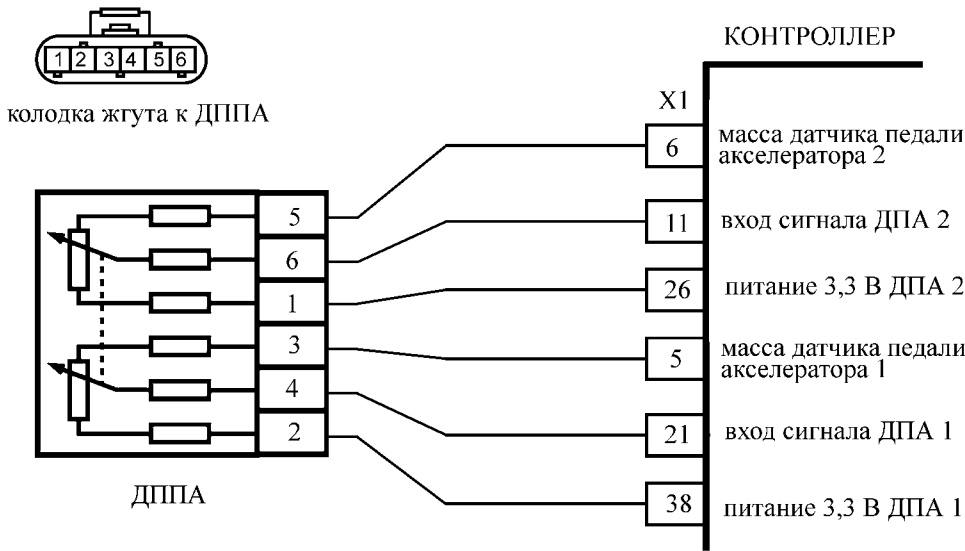 КОНТРОЛЛЕР
1 2 3 4 5 6
колодка жгута к ДППА
X1
6 масса датчика педали
акселератора 2
5
11 вход сигнала ДПА 2
6
26 питание 3,3 В ДПА 2
1
3
5 масса датчика педали
акселератора 1
4
21 вход сигнала ДПА 1
2
38 питание 3,3 В ДПА 1
ДППА